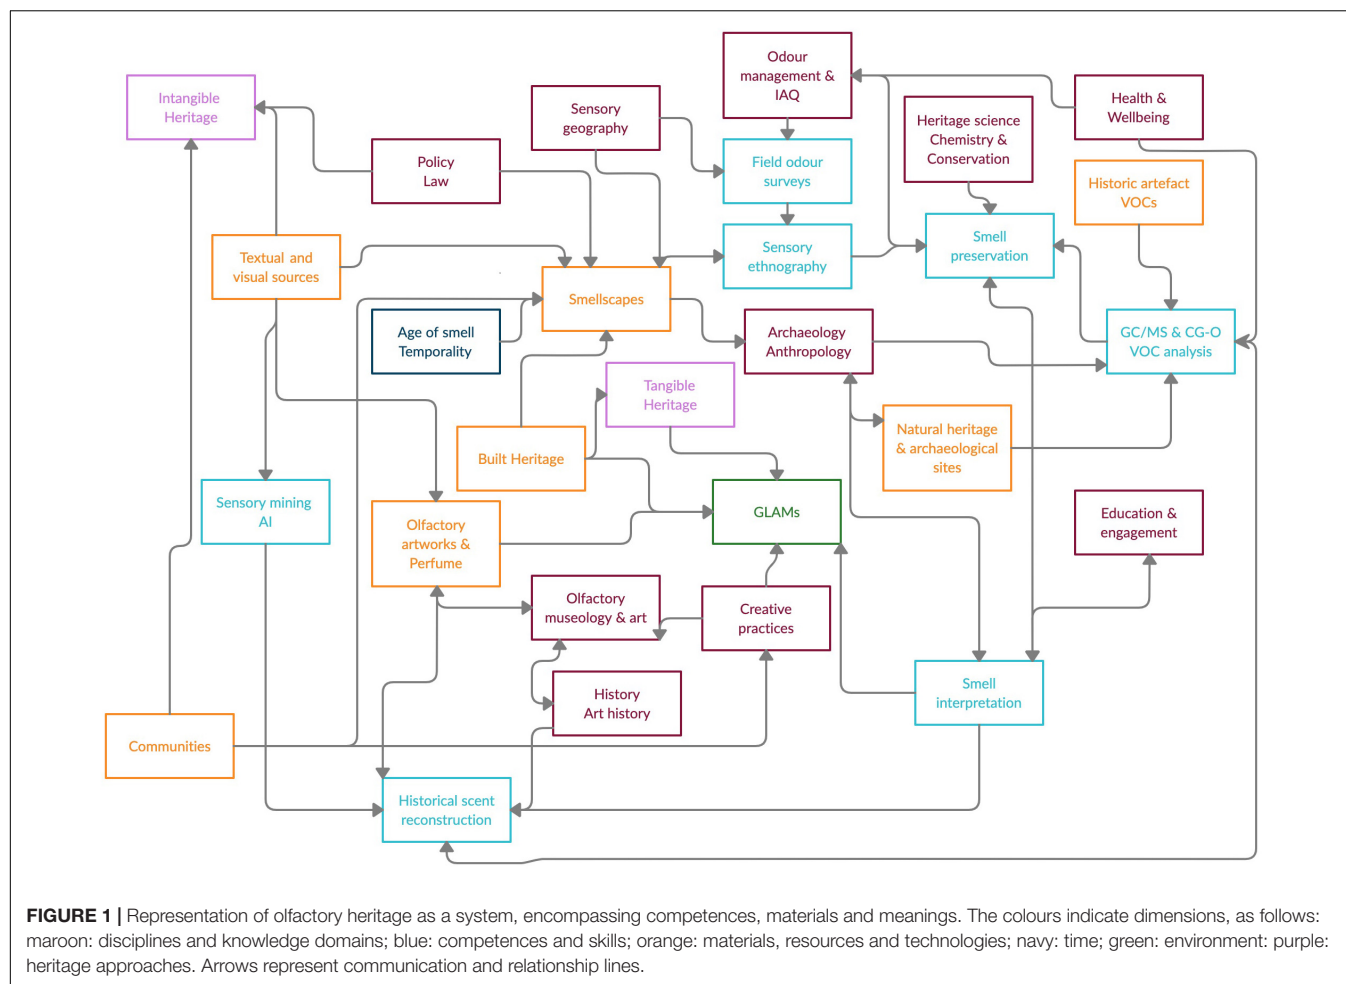 Odour
management &
IAQ
Intangible
Heritage
Sensory
geography
Health &
Wellbeing
Heritage science
Chemistry &
Conservation
Policy
Law
Field odour
surveys
Historic artefact
VOCs
Textual and
visual sources
Sensory
ethnography
Smell
preservation
Smellscapes
Age of smell
Temporality
Archaeology
Anthropology
GC/MS & CG-O
VOC analysis
Tangible
Heritage
Built Heritage
Natural heritage
& archaeological
sites
Sensory mining
AI
Olfactory
artworks &
Perfume
GLAMs
Education &
engagement
Olfactory
museology & art
Creative
practices
History
Art history
Smell
interpretation
Communities
Historical scent
reconstruction
FIGURE 1 | Representation of olfactory heritage as a system, encompassing competences, materials and meanings. The colours indicate dimensions, as follows:
maroon: disciplines and knowledge domains; blue: competences and skills; orange: materials, resources and technologies; navy: time; green: environment: purple:
heritage approaches. Arrows represent communication and relationship lines.